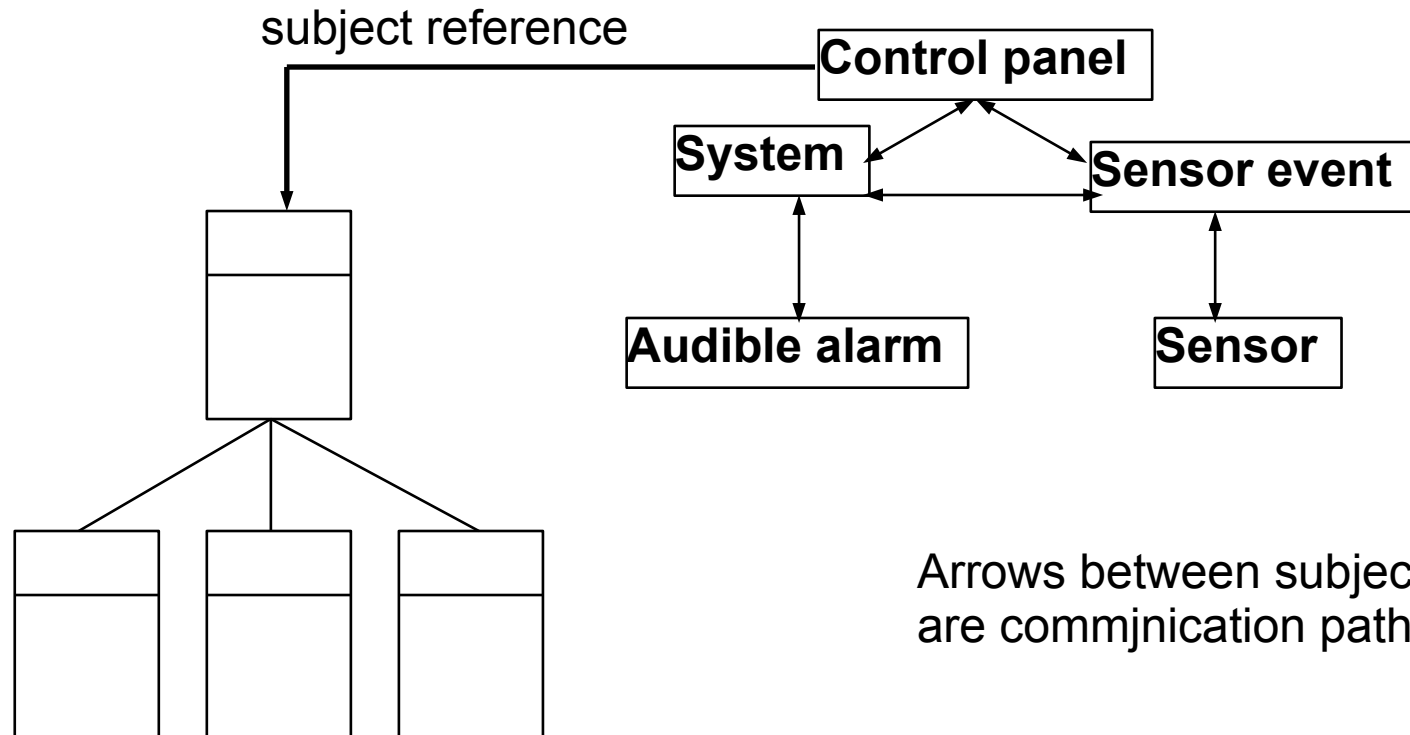 subject reference
Control panel
System
Sensor event
Audible alarm
Sensor
Arrows between subjec
are commjnication path